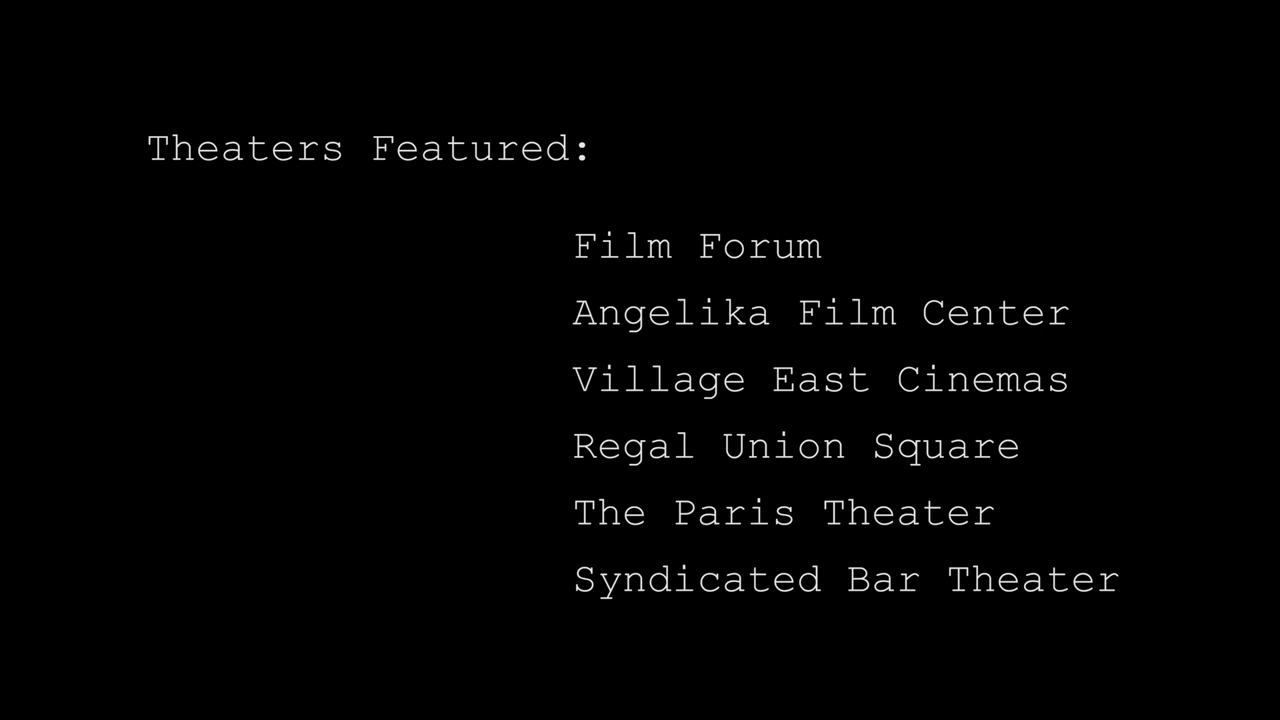 Theaters Featured:
Film Forum
Angelika Film Center
Village East Cinemas
Regal Union Square
The Paris Theater
Syndicated Bar Theater